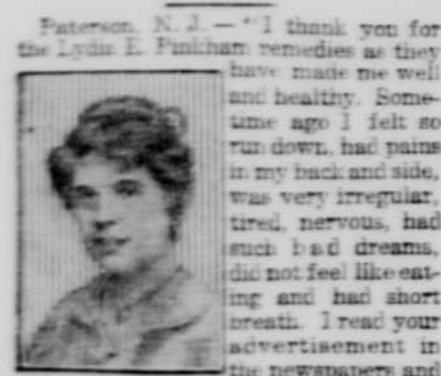 Paterson, N. J. — "I thank you for
the Lydia E. Pinkham remedies as they
have made me well
and healthy. Some-
time ago I felt so
run down, had pains
in my back and side,
was very irregular,
tired, nervous, had
such bad dreams,
did not feel like eat-
ing and had short
breath. I read your
advertisement in
the newspapers and